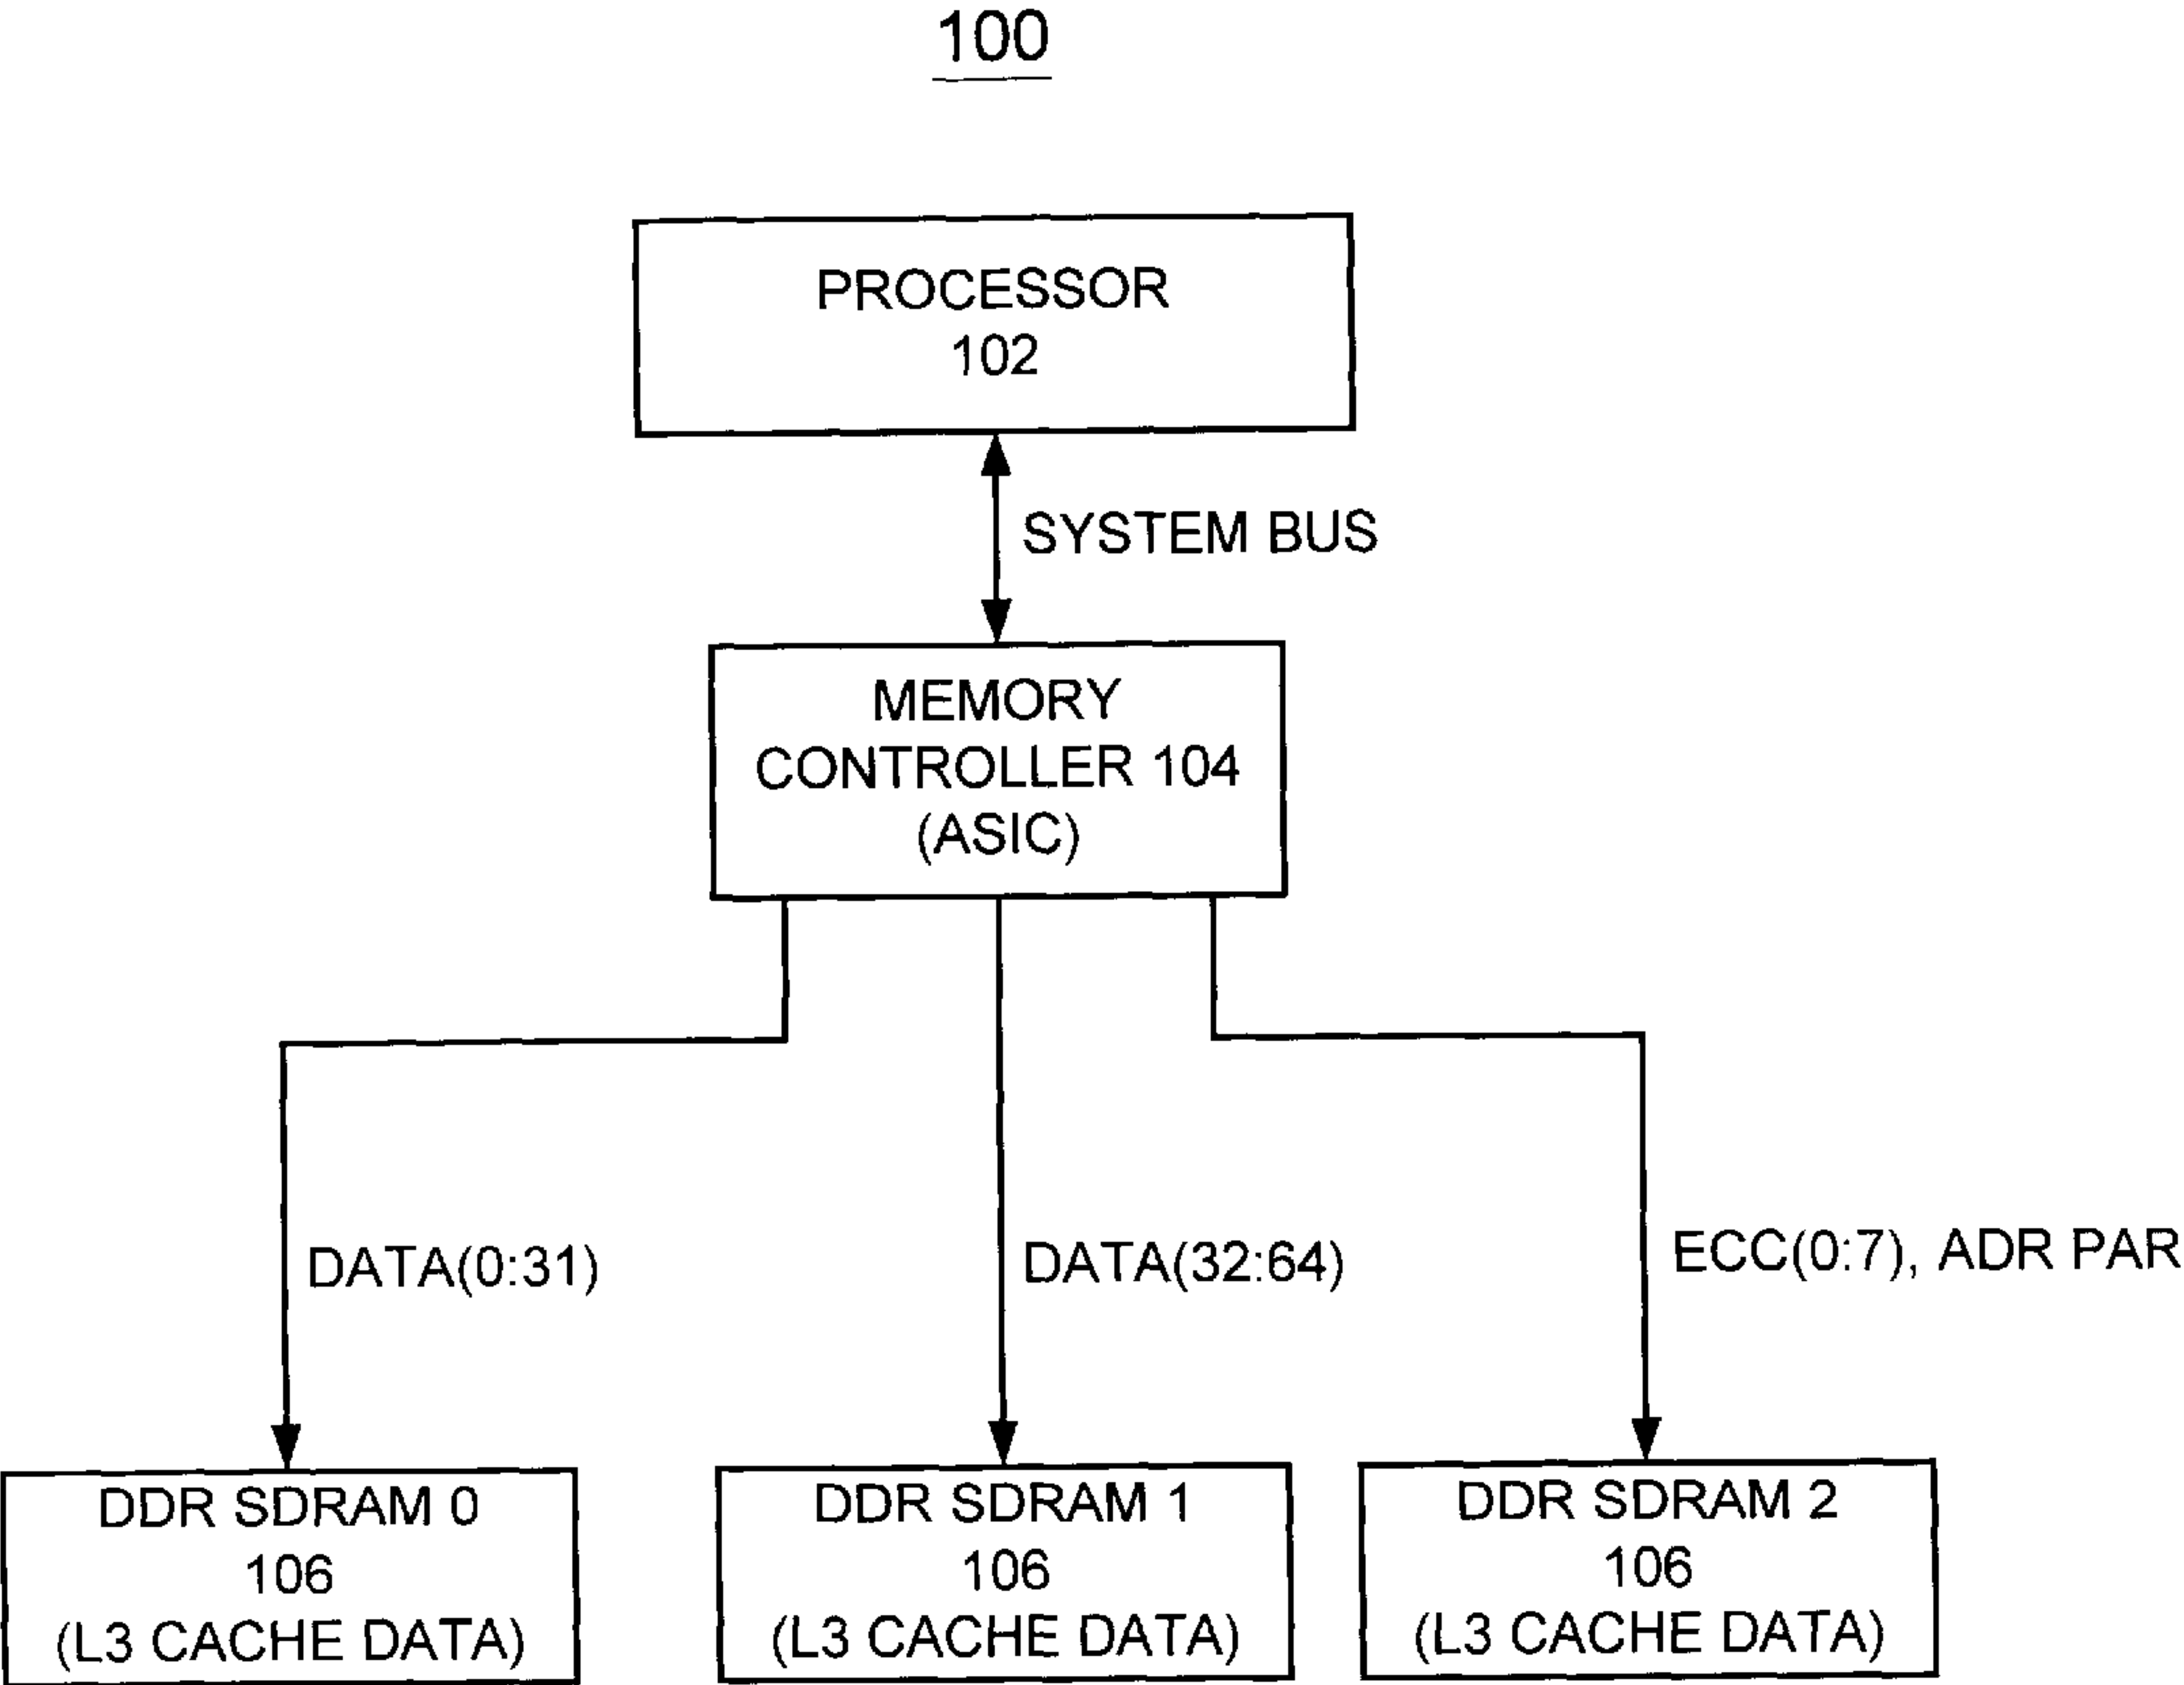 100
PROCESSOR
102
SYSTEM BUS
MEMORY
CONTROLLER 104
(ASIC)
DATA(0:31)
DATA(32:64)
ECC(0:7), ADR PAR
DDR SDRAM 0
106
(L3 CACHE DATA)
DDR SDRAM 1
106
(L3 CACHE DATA)
DDR SDRAM 2
106
(L3 CACHE DATA)